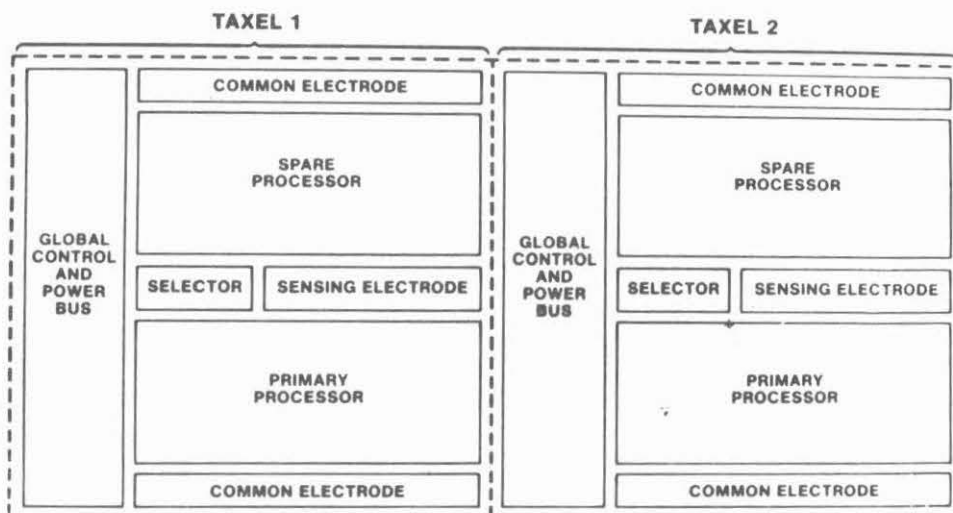 TAXEL 1
COMMON ELECTRODE
SPARE
PROCESSOR
GLOBAL
CONTROL
AND
POWER
BUS
SELECTOR
SENSING ELECTRODE
PRIMARY
PROCESSOR
COMMON ELECTRODE
TAXEL 2
COMMON ELECTRODE
SPARE
PROCESSOR
GLOBAL
CONTROL
AND
POWER
BUS
SELECTOR
SENSING ELECTRODE
PRIMARY
PROCESSOR
COMMON ELECTRODE